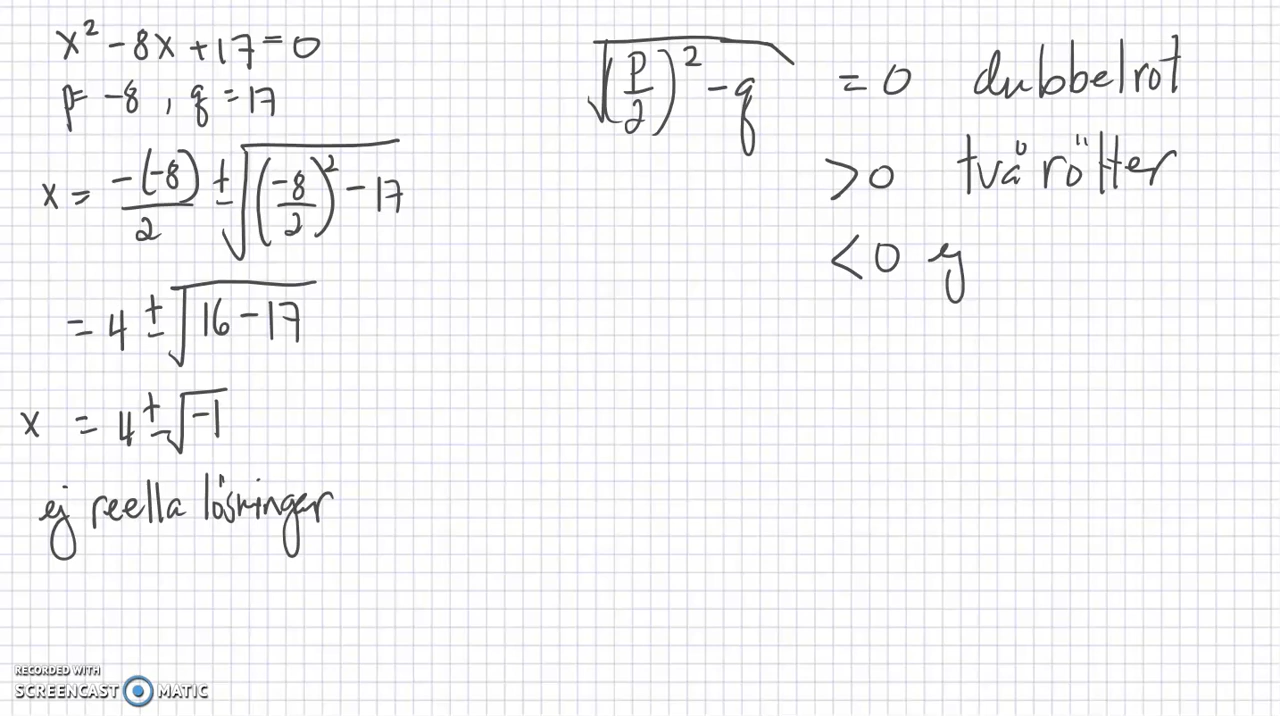 x² - 8x + 17 = 0
p = -8 , q = 17
x = -(-8)/2 ± √((-8/2)² - 17)
= 4 ± √(16 - 17)
x = 4 ± √(-1)
ej reella lösningar
√((p/2)² - q) = 0 dubbelrot
> 0 två rötter
< 0 ej
RECORDED WITH
SCREENCAST MATIC